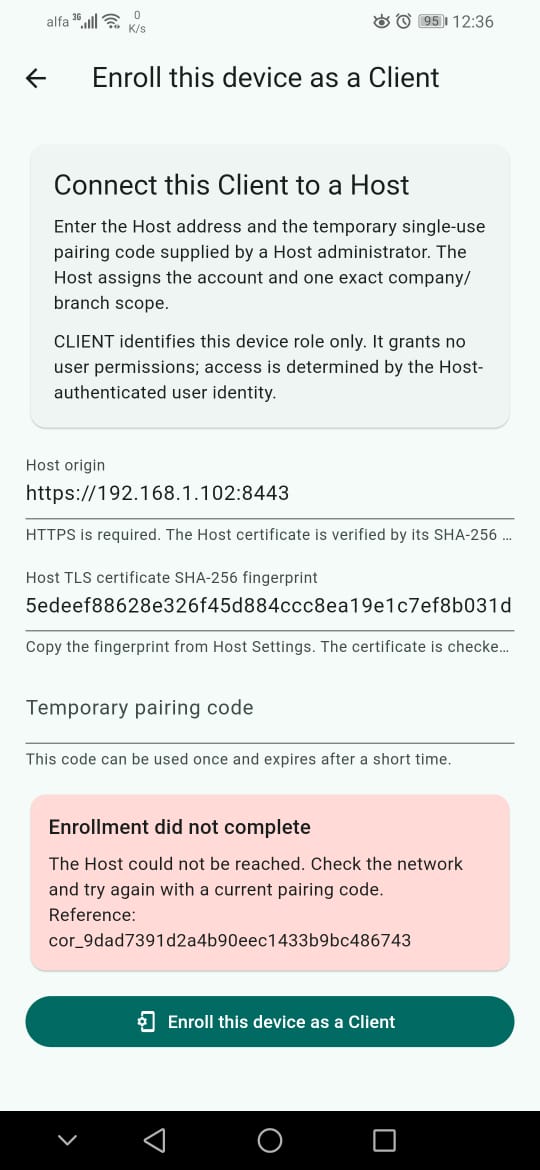 alfa 3G 0 K/s 95 12:36
Enroll this device as a Client
Connect this Client to a Host
Enter the Host address and the temporary single-use
pairing code supplied by a Host administrator. The
Host assigns the account and one exact company/
branch scope.
CLIENT identifies this device role only. It grants no
user permissions; access is determined by the Host-
authenticated user identity.
Host origin
https://192.168.1.102:8443
HTTPS is required. The Host certificate is verified by its SHA-256 ...
Host TLS certificate SHA-256 fingerprint
5edeef88628e326f45d884ccc8ea19e1c7ef8b031d
Copy the fingerprint from Host Settings. The certificate is checke...
Temporary pairing code
This code can be used once and expires after a short time.
Enrollment did not complete
The Host could not be reached. Check the network
and try again with a current pairing code.
Reference:
cor_9dad7391d2a4b90eec1433b9bc486743
Enroll this device as a Client